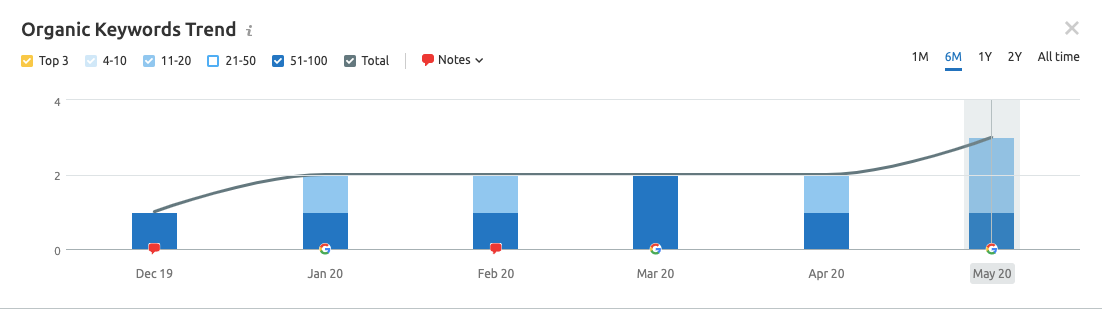 Organic Keywords Trend i
Top 3 4-10 11-20 21-50 51-100 Total Notes 1M 6M 1Y 2Y All time
4
2
0
Dec 19 Jan 20 Feb 20 Mar 20 Apr 20 May 20